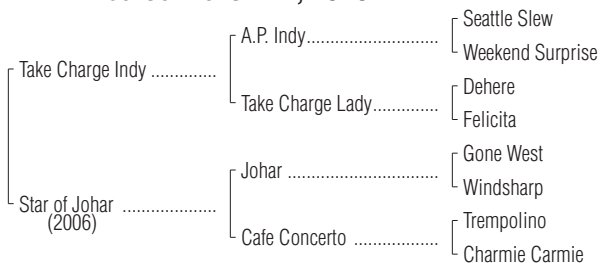 Seattle Slew
A.P. Indy..............................
Weekend Surprise
Take Charge Indy ..............
Dehere
Take Charge Lady...............
Felicita
Gone West
Johar ..................................
Windsharp
Star of Johar ....................
(2006)
Trempolino
Cafe Concerto ..................
Charmie Carmie